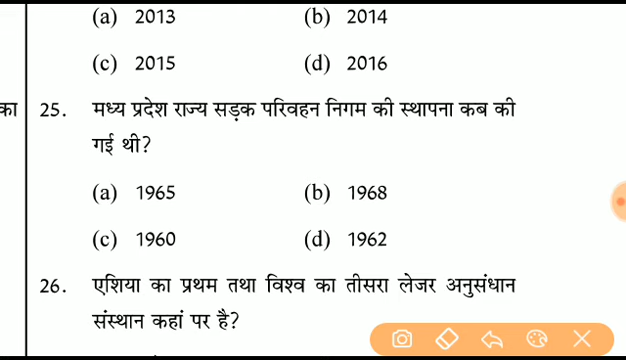 (a) 2013 (b) 2014
(c) 2015 (d) 2016
का 25. मध्य प्रदेश राज्य सड़क परिवहन निगम की स्थापना कब की
गई थी?
(a) 1965 (b) 1968
(c) 1960 (d) 1962
26. एशिया का प्रथम तथा विश्व का तीसरा लेजर अनुसंधान
संस्थान कहां पर है?